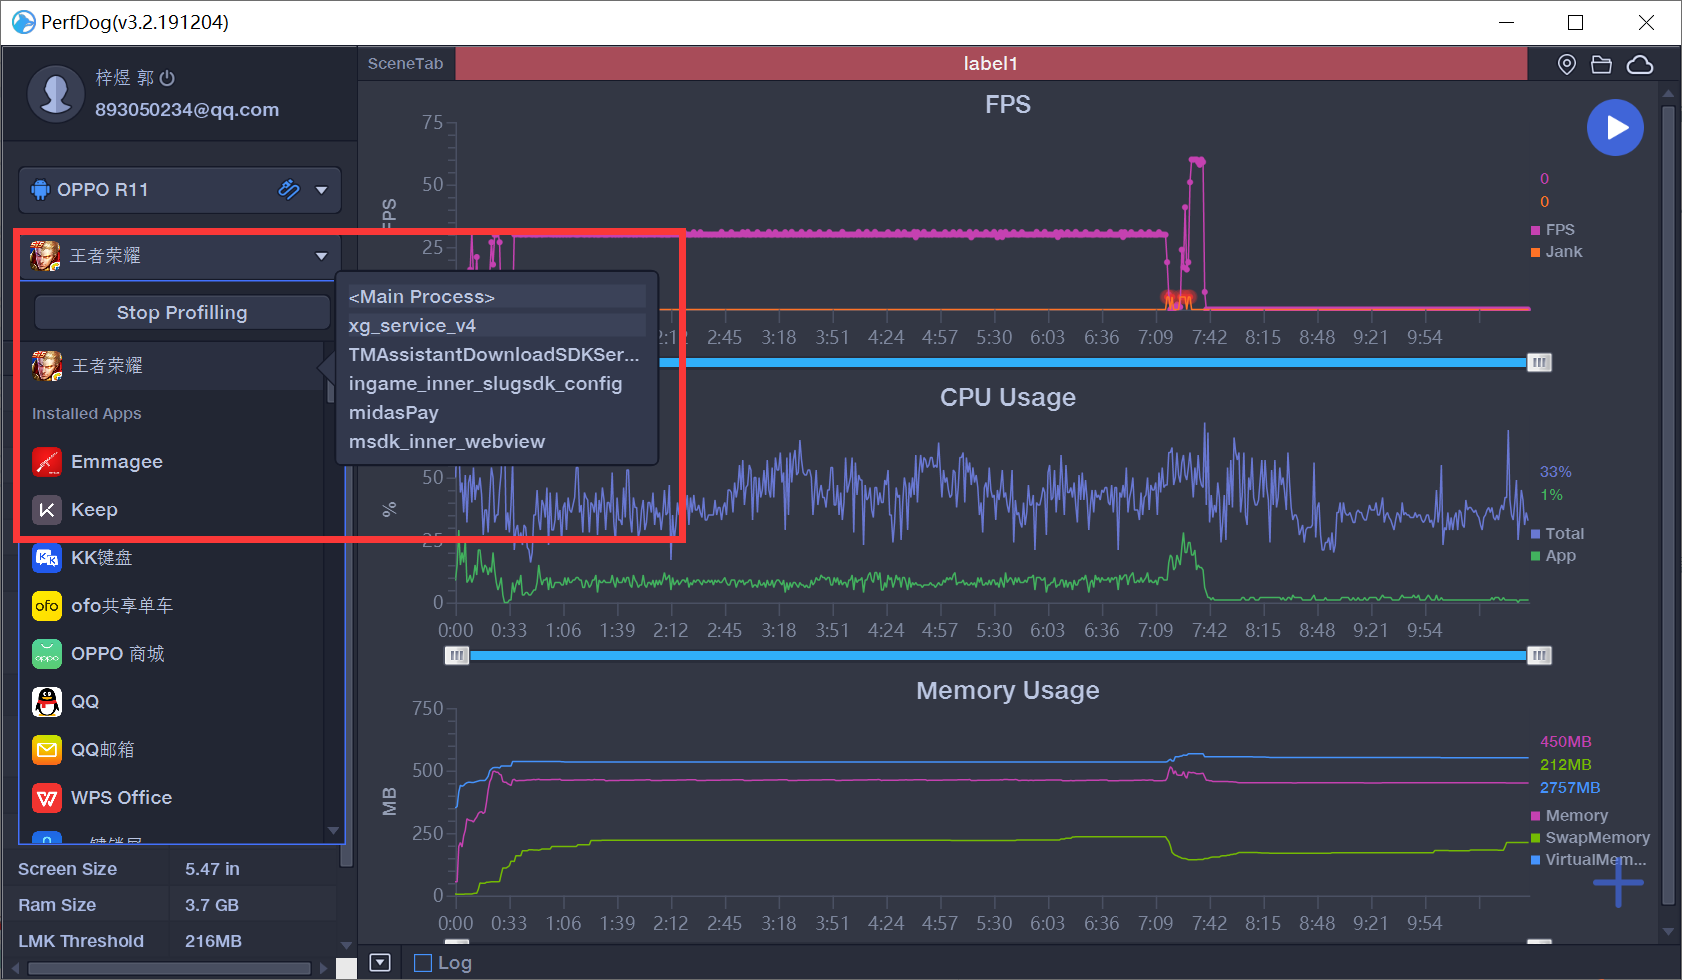 PerfDog(v3.2.191204)
梓煜 郭
893050234@qq.com
OPPO R11
王者荣耀
Stop Profilling
王者荣耀
Installed Apps
Emmagee
Keep
KK键盘
ofo共享单车
OPPO 商城
QQ
QQ邮箱
WPS Office
一键锁屏
Screen Size 5.47 in
Ram Size 3.7 GB
LMK Threshold 216MB
<Main Process>
xg_service_v4
TMAssistantDownloadSDKSer...
ingame_inner_slugsdk_config
midasPay
msdk_inner_webview
SceneTab label1
FPS
75
50
25
FPS
2:12 2:45 3:18 3:51 4:24 4:57 5:30 6:03 6:36 7:09 7:42 8:15 8:48 9:21 9:54
0
0
FPS
Jank
CPU Usage
50
25
0
%
0:00 0:33 1:06 1:39 2:12 2:45 3:18 3:51 4:24 4:57 5:30 6:03 6:36 7:09 7:42 8:15 8:48 9:21 9:54
33%
1%
Total
App
Memory Usage
750
500
250
0
MB
0:00 0:33 1:06 1:39 2:12 2:45 3:18 3:51 4:24 4:57 5:30 6:03 6:36 7:09 7:42 8:15 8:48 9:21 9:54
450MB
212MB
2757MB
Memory
SwapMemory
VirtualMem...
Log